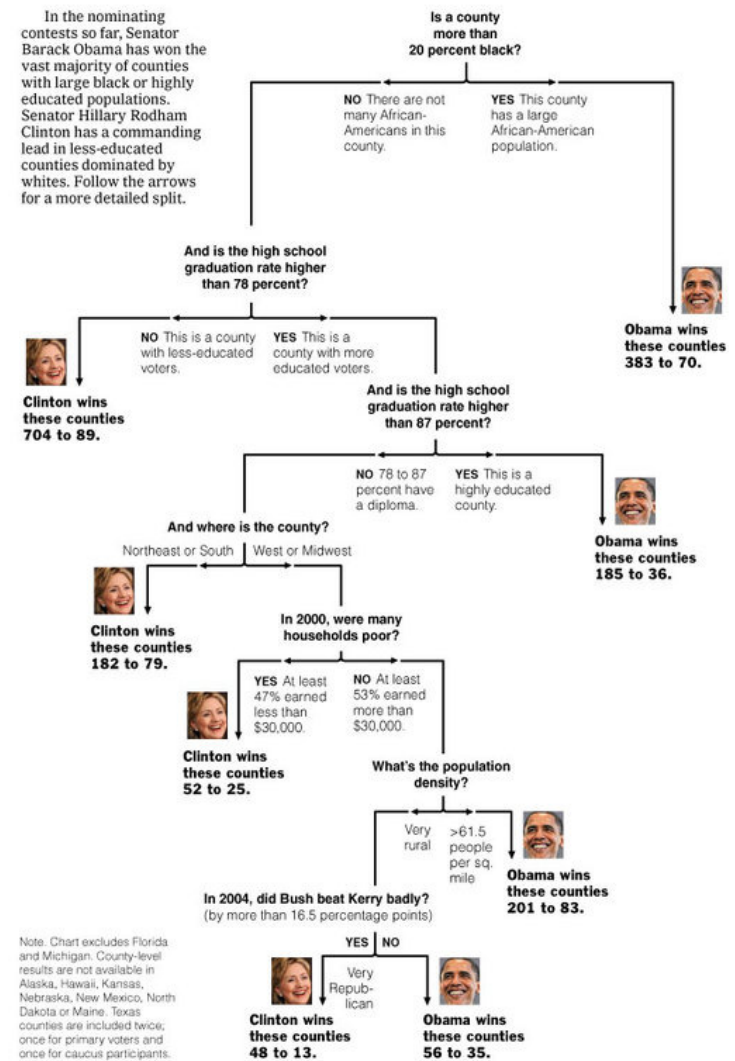 In the nominating
contests so far, Senator
Barack Obama has won the
vast majority of counties
with large black or highly
educated populations.
Senator Hillary Rodham
Clinton has a commanding
lead in less-educated
counties dominated by
whites. Follow the arrows
for a more detailed split.
Is a county
more than
20 percent black?
NO There are not
many African-
Americans in this
county.
YES This county
has a large
African-American
population.
Obama wins
these counties
383 to 70.
And is the high school
graduation rate higher
than 78 percent?
NO This is a county
with less-educated
voters.
YES This is a
county with more
educated voters.
Clinton wins
these counties
704 to 89.
And is the high school
graduation rate higher
than 87 percent?
NO 78 to 87
percent have
a diploma.
YES This is a
highly educated
county.
Obama wins
these counties
185 to 36.
And where is the county?
Northeast or South
West or Midwest
Clinton wins
these counties
182 to 79.
In 2000, were many
households poor?
YES At least
47% earned
less than
$30,000.
NO At least
53% earned
more than
$30,000.
Clinton wins
these counties
52 to 25.
What's the population
density?
Very
rural
>61.5
people
per sq.
mile
Obama wins
these counties
201 to 83.
In 2004, did Bush beat Kerry badly?
(by more than 16.5 percentage points)
YES
NO
Very
Repub-
lican
Clinton wins
these counties
48 to 13.
Obama wins
these counties
56 to 35.
Note. Chart excludes Florida
and Michigan. County-level
results are not available in
Alaska, Hawaii, Kansas,
Nebraska, New Mexico, North
Dakota or Maine. Texas
counties are included twice;
once for primary voters and
once for caucus participants.